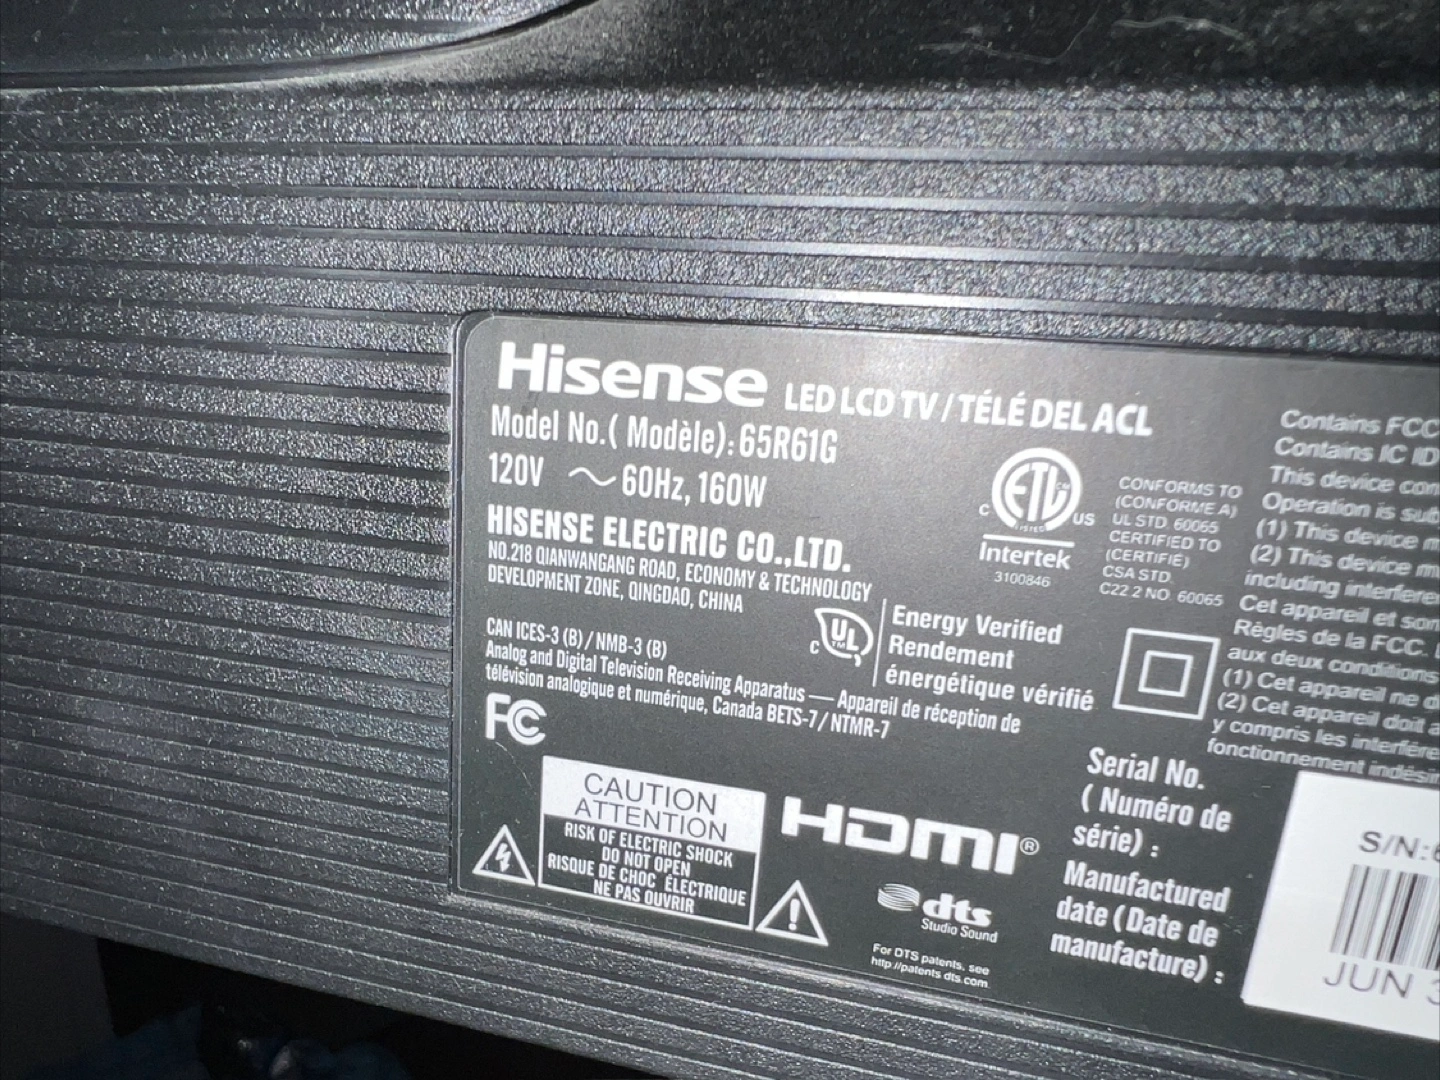 Hisense LED LCD TV / TÉLÉ DEL ACL
Model No.( Modèle): 65R61G
120V ~ 60Hz, 160W
HISENSE ELECTRIC CO.,LTD.
NO.218 QIANWANGANG ROAD, ECONOMY & TECHNOLOGY
DEVELOPMENT ZONE, QINGDAO, CHINA
CAN ICES-3 (B) / NMB-3 (B)
Analog and Digital Television Receiving Apparatus — Appareil de réception de
télévision analogique et numérique, Canada BETS-7 / NTMR-7
FC
CAUTION
ATTENTION
RISK OF ELECTRIC SHOCK
DO NOT OPEN
RISQUE DE CHOC ÉLECTRIQUE
NE PAS OUVRIR
C UL
Energy Verified
Rendement
énergétique vérifié
C ETL US
LISTED
Intertek
3100846
CONFORMS TO
(CONFORME A)
UL STD. 60065
CERTIFIED TO
(CERTIFIÉ)
CSA STD.
C22 2 NO. 60065
HDMI®
dts
Studio Sound
For DTS patents, see
http://patents dts.com
Contains FCC
Contains IC ID
This device
Operation is
(1) This device
(2) This device
including
Cet appareil et
Règles de la FCC.
aux deux conditions
(1) Cet appareil ne
(2) Cet appareil doit
y compris les
fonctionnement
Serial No.
( Numéro de
série) :
Manufactured
date ( Date de
manufacture) :
S/N:
JUN